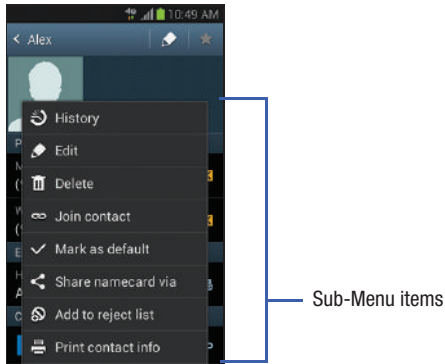 4G 10:49 AM
< Alex
History
Edit
Delete
Join contact
Mark as default
Share namecard via
Add to reject list
Print contact info
Sub-Menu items